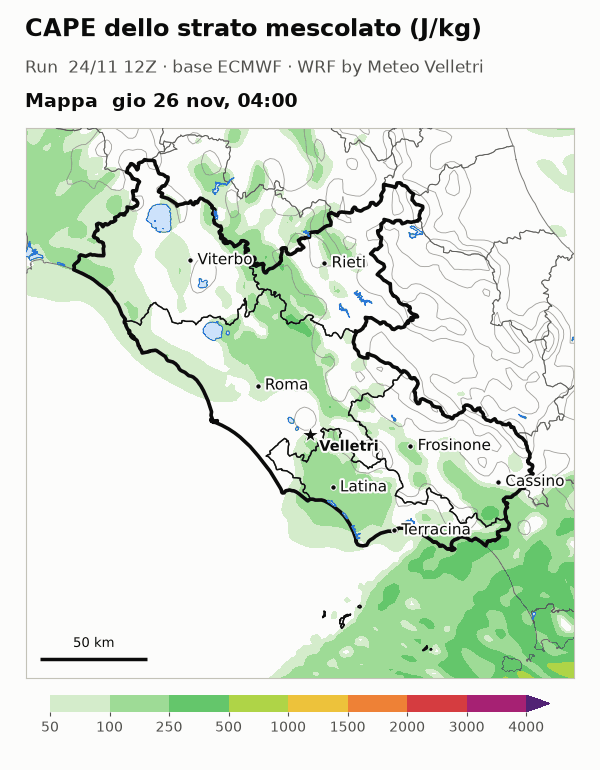 CAPE dello strato mescolato (J/kg)
Run  24/11 12Z · base ECMWF · WRF by Meteo Velletri
Mappa  gio 26 nov, 04:00
Viterbo
Rieti
Roma
Velletri
Frosinone
Latina
Cassino
Terracina
50 km
50 100 250 500 1000 1500 2000 3000 4000